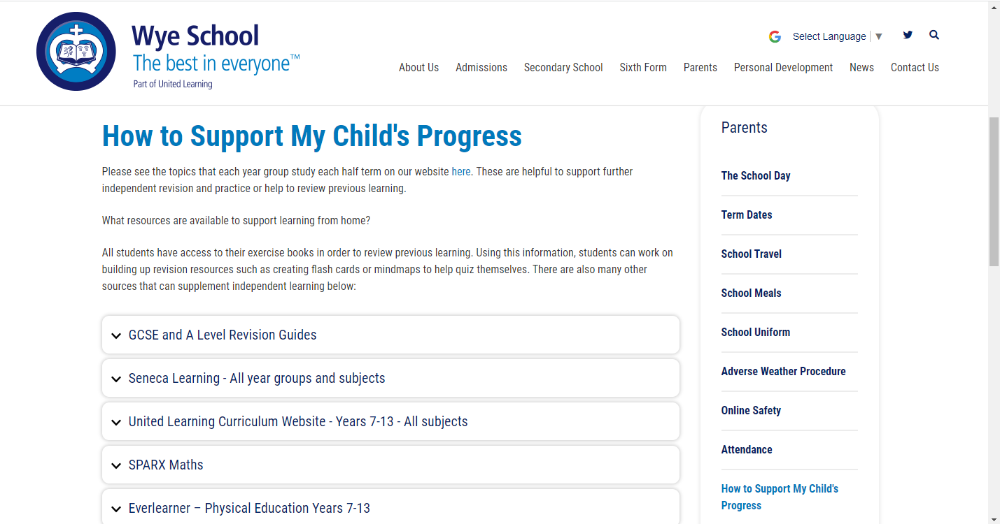 Wye School
The best in everyone™
Part of United Learning
Select Language ▼
About Us Admissions Secondary School Sixth Form Parents Personal Development News Contact Us
How to Support My Child's Progress
Please see the topics that each year group study each half term on our website here. These are helpful to support further
independent revision and practice or help to review previous learning.
What resources are available to support learning from home?
All students have access to their exercise books in order to review previous learning. Using this information, students can work on
building up revision resources such as creating flash cards or mindmaps to help quiz themselves. There are also many other
sources that can supplement independent learning below:
GCSE and A Level Revision Guides
Seneca Learning - All year groups and subjects
United Learning Curriculum Website - Years 7-13 - All subjects
SPARX Maths
Everlearner – Physical Education Years 7-13
Parents
The School Day
Term Dates
School Travel
School Meals
School Uniform
Adverse Weather Procedure
Online Safety
Attendance
How to Support My Child's
Progress